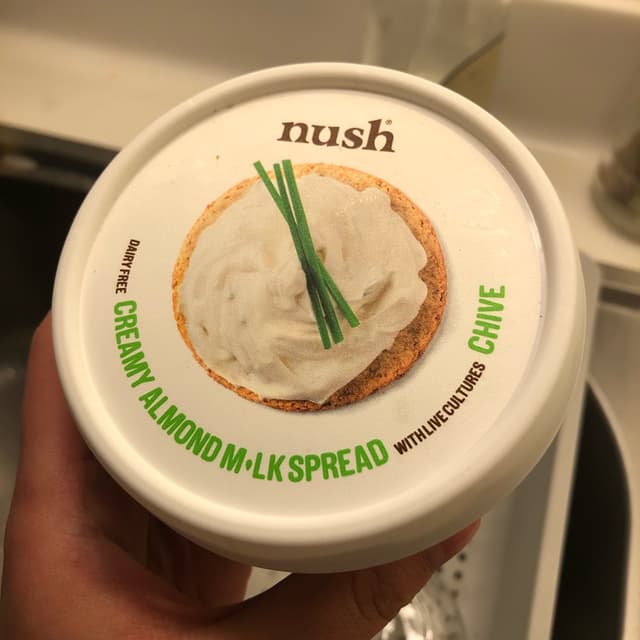 nush®
DAIRY FREE CREAMY ALMOND M•LK SPREAD WITH LIVE CULTURES CHIVE